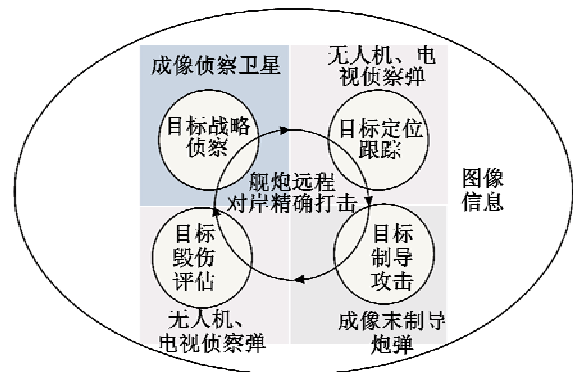 成像侦察卫星
无人机、电
视侦察弹
目标战略
侦察
目标定位
跟踪
舰炮远程
对岸精确打击
图像
信息
目标
毁伤
评估
目标
制导
攻击
无人机、
电视侦察弹
成像末制导
炮弹